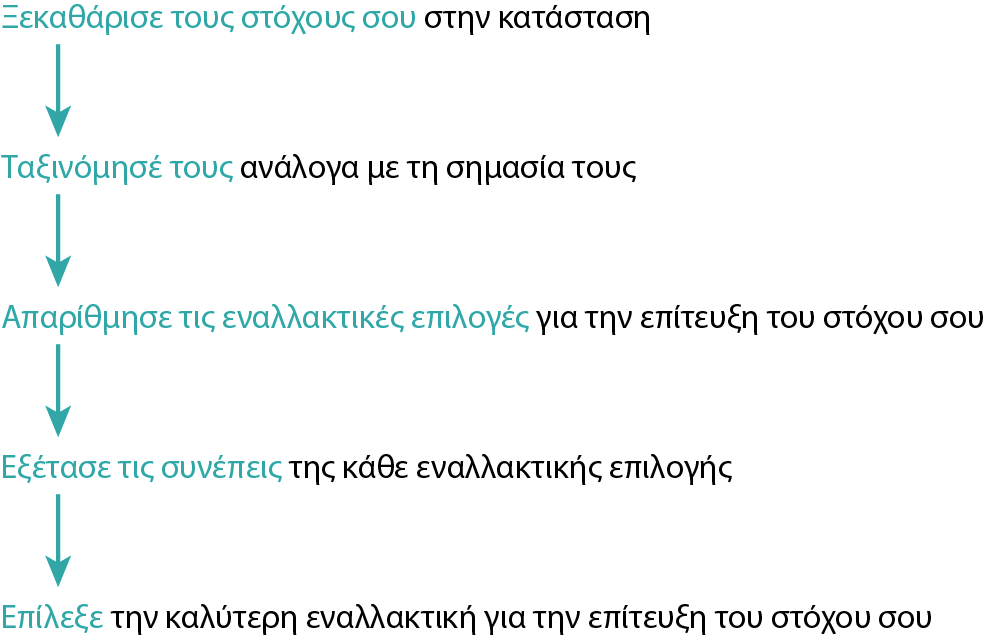 Ξεκαθάρισε τους στόχους σου στην κατάσταση
Ταξινόμησέ τους ανάλογα με τη σημασία τους
Απαρίθμησε τις εναλλακτικές επιλογές για την επίτευξη του στόχου σου
Εξέτασε τις συνέπεις της κάθε εναλλακτικής επιλογής
Επίλεξε την καλύτερη εναλλακτική για την επίτευξη του στόχου σου